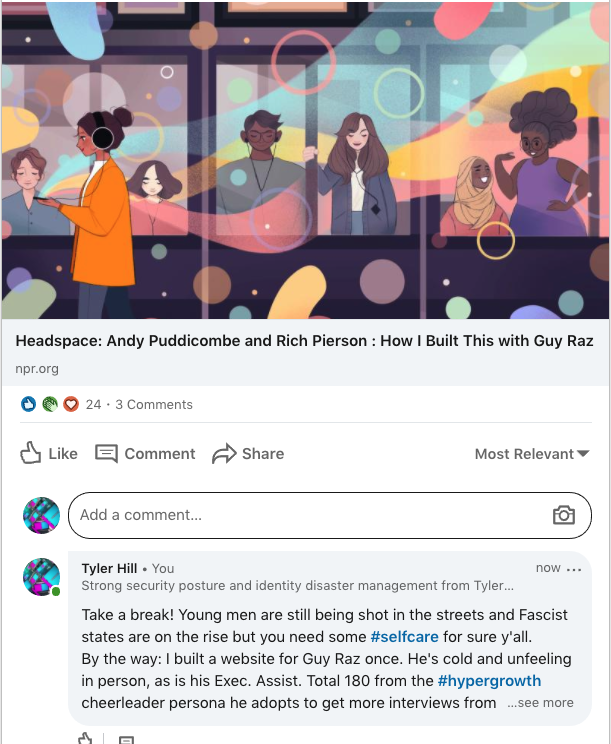 Headspace: Andy Puddicombe and Rich Pierson : How I Built This with Guy Raz
npr.org
24 · 3 Comments
Like Comment Share Most Relevant
Add a comment...
Tyler Hill • You now ...
Strong security posture and identity disaster management from Tyler...
Take a break! Young men are still being shot in the streets and Fascist
states are on the rise but you need some #selfcare for sure y'all.
By the way: I built a website for Guy Raz once. He's cold and unfeeling
in person, as is his Exec. Assist. Total 180 from the #hypergrowth
cheerleader persona he adopts to get more interviews from ...see more